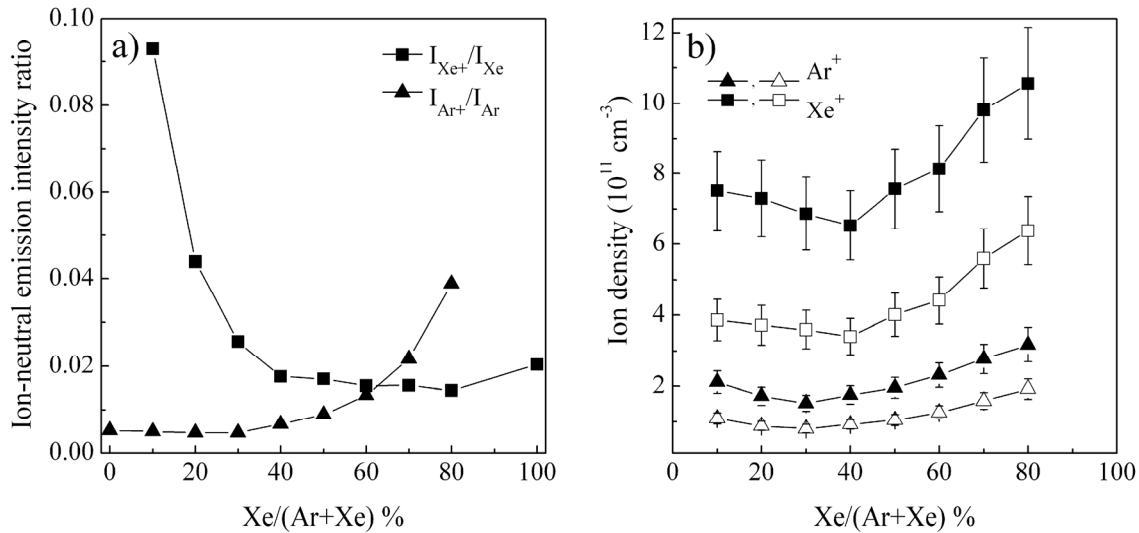 a)
I_Xe+/I_Xe
I_Ar+/I_Ar
Ion-neutral emission intensity ratio
0.10
0.08
0.06
0.04
0.02
0.00
0 20 40 60 80 100
Xe/(Ar+Xe) %
b)
Ar⁺
Xe⁺
Ion density (10¹¹ cm⁻³)
12
10
8
6
4
2
0 20 40 60 80 100
Xe/(Ar+Xe) %